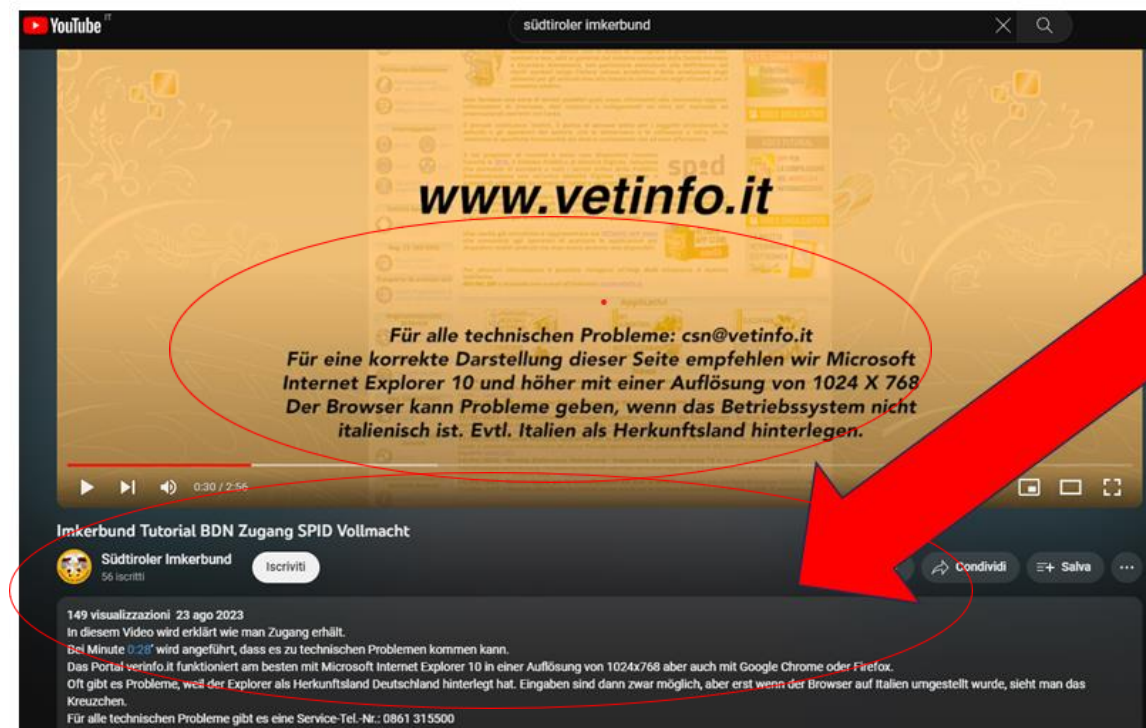 YouTube IT
südtiroler imkerbund
spid
www.vetinfo.it
Applicativi
Für alle technischen Probleme: csn@vetinfo.it
Für eine korrekte Darstellung dieser Seite empfehlen wir Microsoft
Internet Explorer 10 und höher mit einer Auflösung von 1024 X 768
Der Browser kann Probleme geben, wenn das Betriebssystem nicht
italienisch ist. Evtl. Italien als Herkunftsland hinterlegen.
0:30 / 2:56
Imkerbund Tutorial BDN Zugang SPID Vollmacht
Südtiroler Imkerbund
56 iscritti
Iscriviti
Condividi
Salva
149 visualizzazioni 23 ago 2023
In diesem Video wird erklärt wie man Zugang erhält.
Bei Minute 0:28' wird angeführt, dass es zu technischen Problemen kommen kann.
Das Portal verinfo.it funktioniert am besten mit Microsoft Internet Explorer 10 in einer Auflösung von 1024x768 aber auch mit Google Chrome oder Firefox.
Oft gibt es Probleme, weil der Explorer als Herkunftsland Deutschland hinterlegt hat. Eingaben sind dann zwar möglich, aber erst wenn der Browser auf Italien umgestellt wurde, sieht man das
Kreuzchen.
Für alle technischen Probleme gibt es eine Service-Tel.-Nr.: 0861 315500